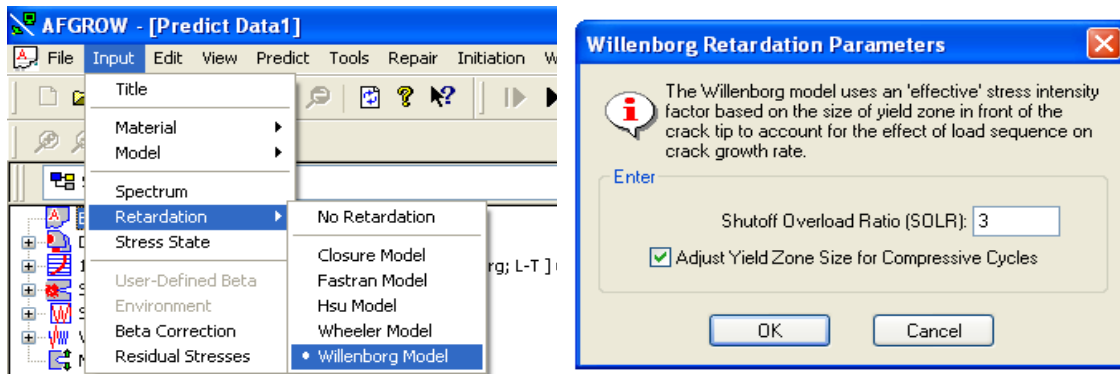 AFGROW - [Predict Data1]
File Input Edit View Predict Tools Repair Initiation
Title
Material
Model
Spectrum
Retardation
Stress State
User-Defined Beta
Environment
Beta Correction
Residual Stresses
No Retardation
Closure Model
Fastran Model
Hsu Model
Wheeler Model
Willenborg Model
rg; L-T ]
Willenborg Retardation Parameters
The Willenborg model uses an 'effective' stress intensity
factor based on the size of yield zone in front of the
crack tip to account for the effect of load sequence on
crack growth rate.
Enter
Shutoff Overload Ratio (SOLR): 3
Adjust Yield Zone Size for Compressive Cycles
OK Cancel